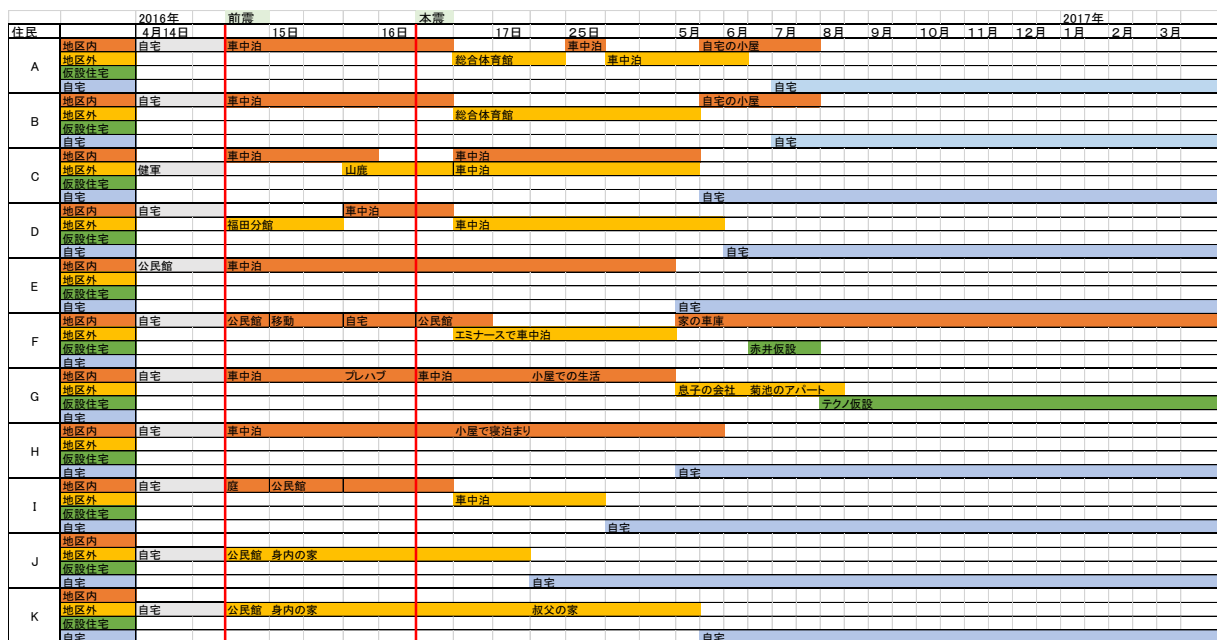 2016年 前震 本震 2017年
住民 4月14日 15日 16日 17日 25日 5月 6月 7月 8月 9月 10月 11月 12月 1月 2月 3月
A
地区内 自宅 車中泊 車中泊 自宅の小屋
地区外 総合体育館 車中泊
仮設住宅
自宅 自宅
B
地区内 自宅 車中泊 自宅の小屋
地区外 総合体育館
仮設住宅
自宅 自宅
C
地区内 車中泊 車中泊
地区外 健軍 山鹿 車中泊
仮設住宅
自宅 自宅
D
地区内 自宅 車中泊
地区外 福田分館 車中泊
仮設住宅
自宅 自宅
E
地区内 公民館 車中泊
地区外
仮設住宅
自宅 自宅
F
地区内 自宅 公民館 移動 自宅 公民館 家の車庫
地区外 エミナースで車中泊
仮設住宅 赤井仮設
自宅
G
地区内 自宅 車中泊 プレハブ 車中泊 小屋での生活
地区外 息子の会社 菊池のアパート
仮設住宅 テクノ仮設
自宅
H
地区内 自宅 車中泊 小屋で寝泊まり
地区外
仮設住宅
自宅 自宅
I
地区内 自宅 庭 公民館
地区外 車中泊
仮設住宅
自宅 自宅
J
地区内
地区外 自宅 公民館 身内の家
仮設住宅
自宅 自宅
K
地区内
地区外 自宅 公民館 身内の家 叔父の家
仮設住宅
自宅 自宅